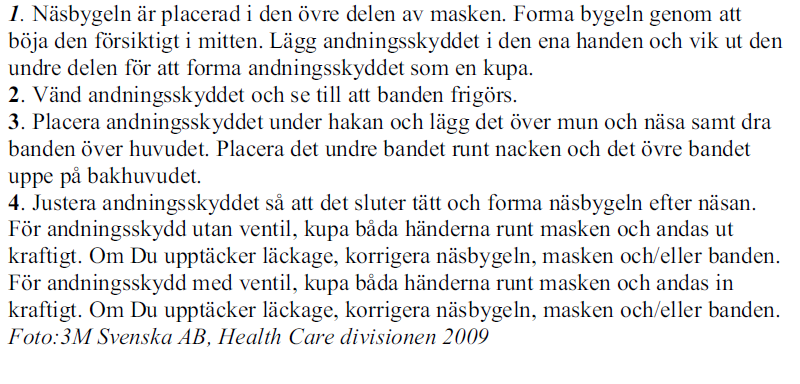 1. Näsbygeln är placerad i den övre delen av masken. Forma bygeln genom att
böja den försiktigt i mitten. Lägg andningsskyddet i den ena handen och vik ut den
undre delen för att forma andningsskyddet som en kupa.
2. Vänd andningsskyddet och se till att banden frigörs.
3. Placera andningsskyddet under hakan och lägg det över mun och näsa samt dra
banden över huvudet. Placera det undre bandet runt nacken och det övre bandet
uppe på bakhuvudet.
4. Justera andningsskyddet så att det sluter tätt och forma näsbygeln efter näsan.
För andningsskydd utan ventil, kupa båda händerna runt masken och andas ut
kraftigt. Om Du upptäcker läckage, korrigera näsbygeln, masken och/eller banden.
För andningsskydd med ventil, kupa båda händerna runt masken och andas in
kraftigt. Om Du upptäcker läckage, korrigera näsbygeln, masken och/eller banden.
Foto:3M Svenska AB, Health Care divisionen 2009